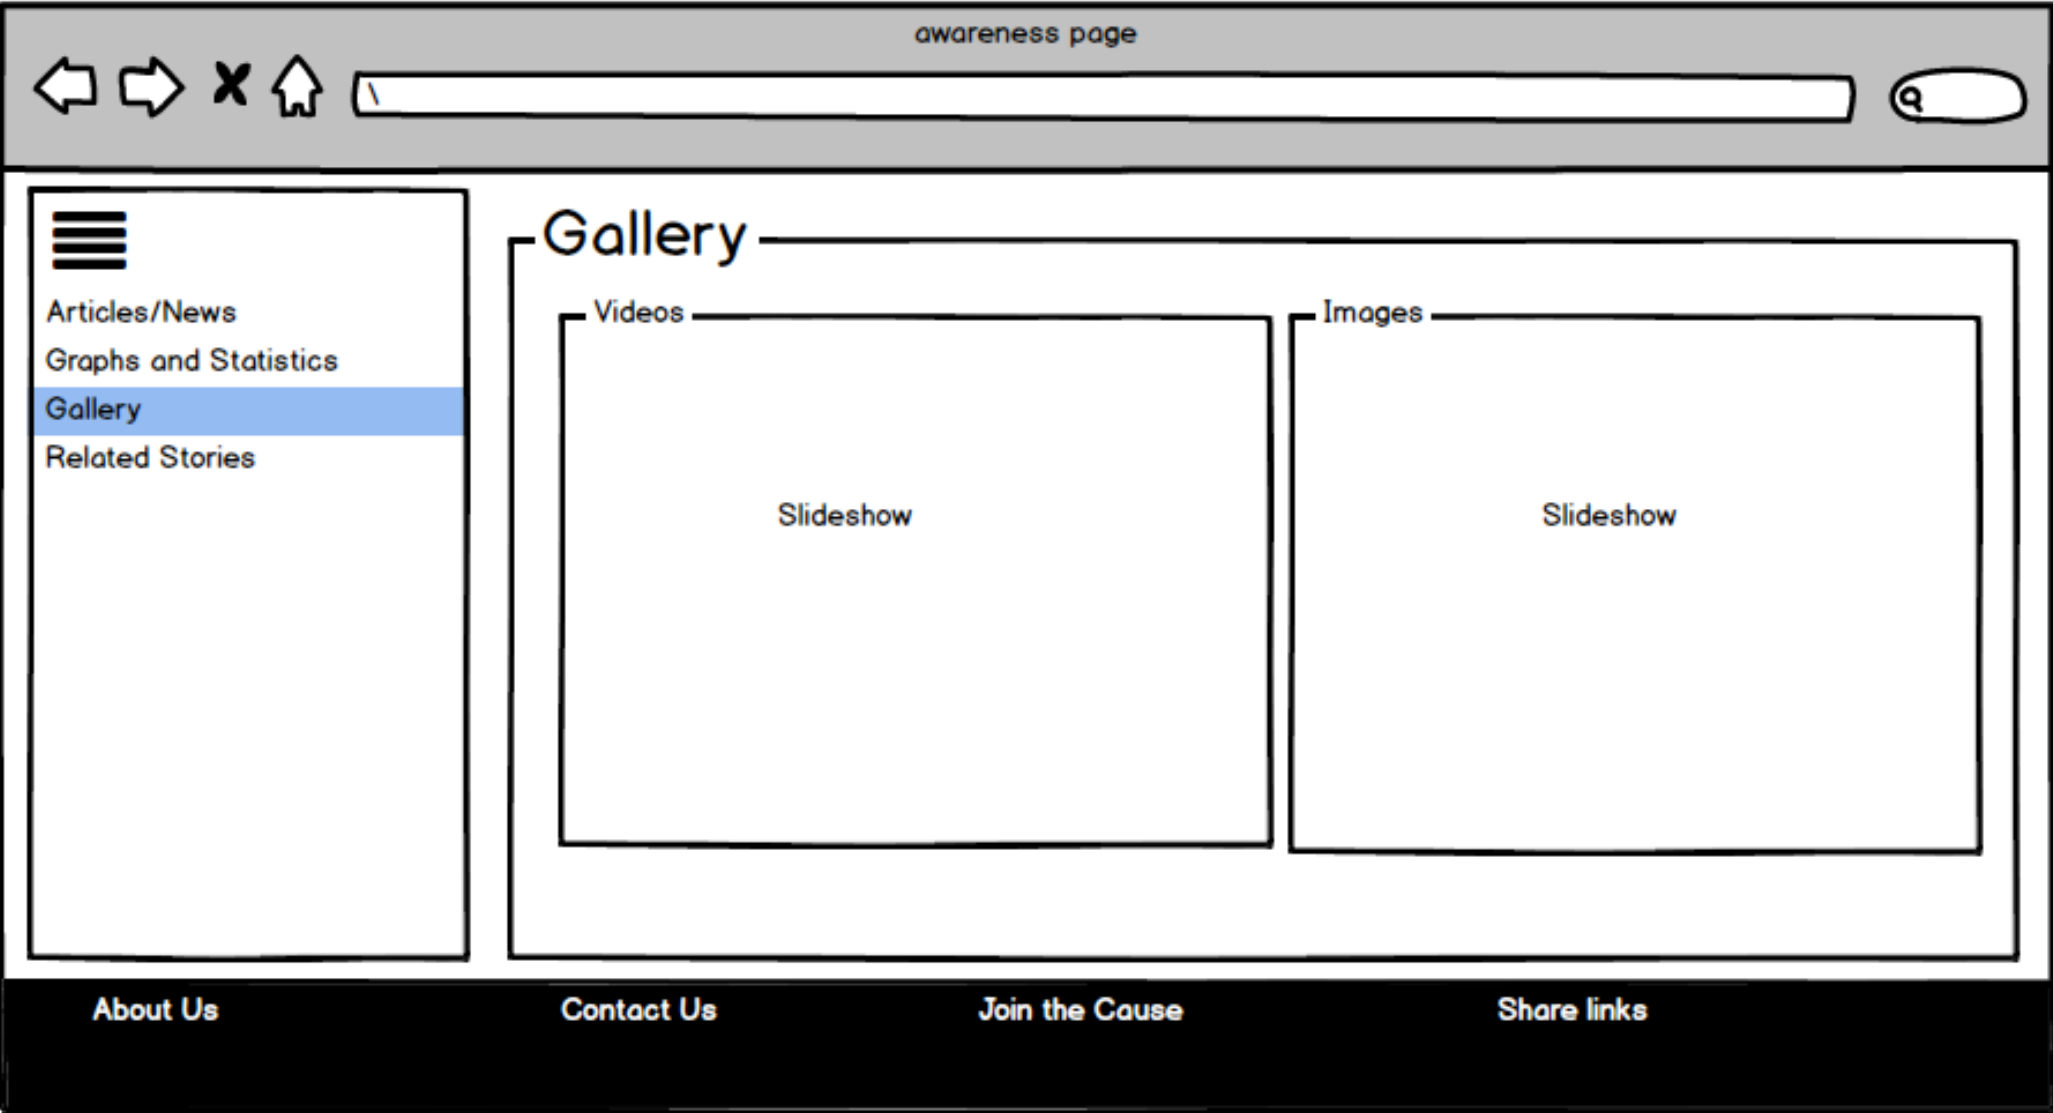 awareness page
\
Articles/News
Graphs and Statistics
Gallery
Related Stories
Gallery
Videos
Slideshow
Images
Slideshow
About Us
Contact Us
Join the Cause
Share links